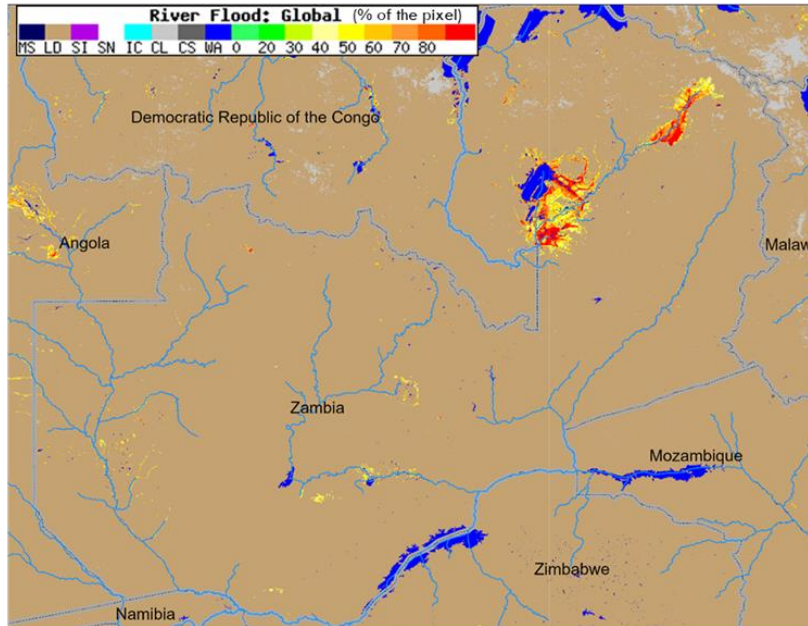 River Flood: Global (% of the pixel)
MS LD SI SN IC CL CS WA 0 20 30 40 50 60 70 80
Democratic Republic of the Congo
Angola
Malaw
Zambia
Mozambique
Zimbabwe
Namibia